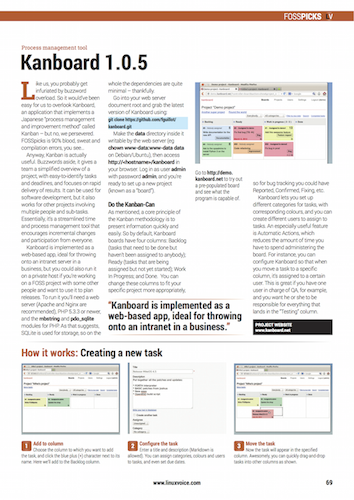 FOSSPICKS LV
Process management tool
Kanboard 1.0.5
Like us, you probably get
infuriated by buzzword
overload. So it would've been
easy for us to overlook Kanboard,
an application that implements a
Japanese "process management
and improvement method" called
Kanban – but no, we persevered.
FOSSpicks is 90% blood, sweat and
compilation errors, you see...
Anyway, Kanban is actually
useful. Buzzwords aside, it gives a
team a simplified overview of a
project, with easy-to-identify tasks
and deadlines, and focuses on rapid
delivery of results. It can be used for
software development, but it also
works for other projects involving
multiple people and sub-tasks.
Essentially, it's a streamlined time
and process management tool that
encourages incremental changes
and participation from everyone.
Kanboard is implemented as a
web-based app, ideal for throwing
onto an intranet server in a
business, but you could also run it
on a private host if you're working
on a FOSS project with some other
people and want to use it to plan
releases. To run it you'll need a web
server (Apache and Nginx are
recommended), PHP 5.3.3 or newer,
and the mbstring and pdo_sqlite
modules for PHP. As that suggests,
SQLite is used for storage, so on the
whole the dependencies are quite
minimal – thankfully.
Go into your web server
document root and grab the latest
version of Kanboard using:
git clone https://github.com/fguillot/
kanboard.git
Make the data directory inside it
writable by the web server (eg
chown www-data:www-data data
on Debian/Ubuntu), then access
http://<hostname>/kanboard in
your browser. Log in as user admin
with password admin, and you're
ready to set up a new project
(known as a "board").
Do the Kanban-Can
As mentioned, a core principle of
the Kanban methodology is to
present information quickly and
easily. So by default, Kanboard
boards have four columns: Backlog
(tasks that need to be done but
haven't been assigned to anybody);
Ready (tasks that are being
assigned but not yet started); Work
in Progress; and Done. You can
change these columns to fit your
specific project more appropriately,
Go to http://demo.
kanboard.net to try out
a pre-populated board
and see what the
program is capable of.
so for bug tracking you could have
Reported, Confirmed, Fixing, etc.
Kanboard lets you set up
different categories for tasks, with
corresponding colours, and you can
create different users to assign to
tasks. An especially useful feature
is Automatic Actions, which
reduces the amount of time you
have to spend administering the
board. For instance, you can
configure Kanboard so that when
you move a task to a specific
column, it's assigned to a certain
user. This is great if you have one
user in charge of QA, for example,
and you want he or she to be
responsible for everything that
lands in the "Testing" column.
"Kanboard is implemented as a
web-based app, ideal for throwing
onto an intranet in a business."
PROJECT WEBSITE
www.kanboard.net
How it works: Creating a new task
1 Add to column
Choose the column to which you want to add
the task, and click the blue plus (+) character next to its
name. Here we'll add to the Backlog column.
2 Configure the task
Enter a title and description (Markdown is
allowed). You can assign categories, colours and users
to tasks, and even set due dates.
3 Move the task
Now the task will appear in the specified
column. Awesomely, you can quickly drag-and-drop
tasks into other columns as shown.
www.linuxvoice.com
69